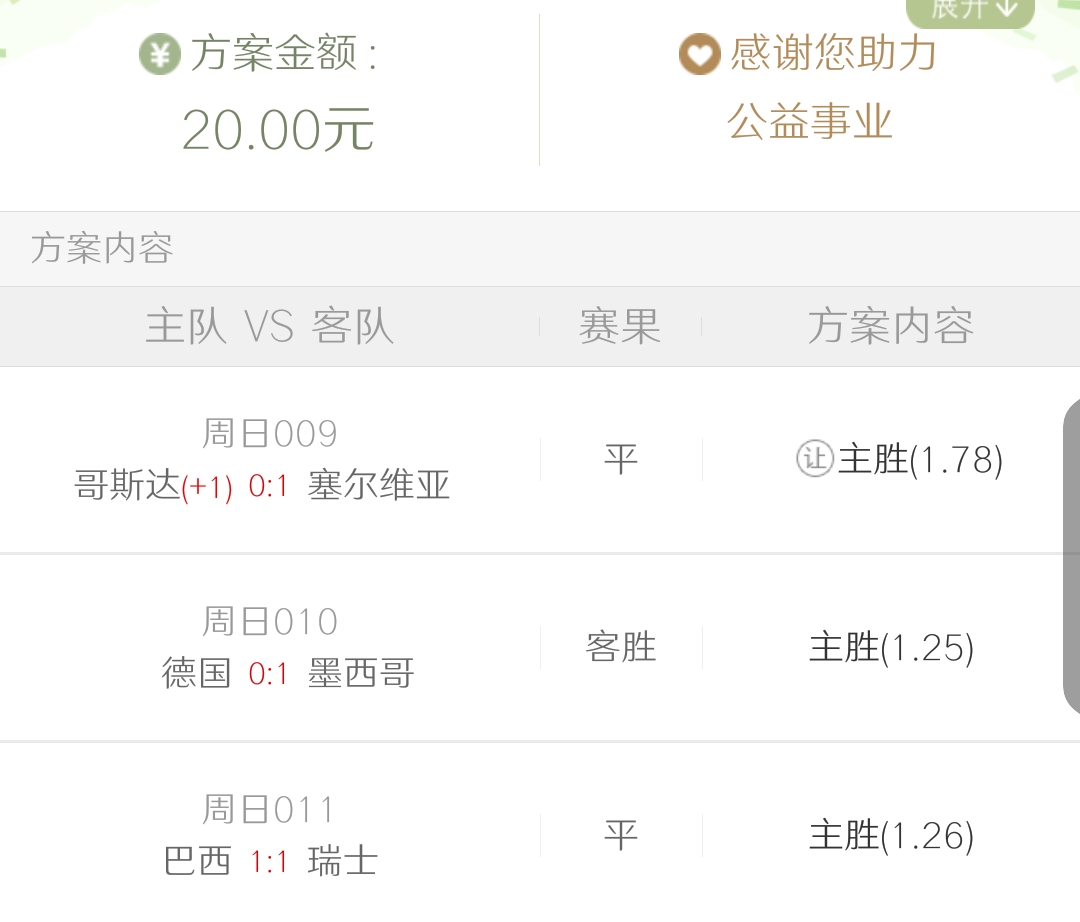 展开↓
¥ 方案金额 :
20.00元
感谢您助力
公益事业
方案内容
主队 VS 客队 赛果 方案内容
周日009
哥斯达(+1) 0:1 塞尔维亚 平 让主胜(1.78)
周日010
德国 0:1 墨西哥 客胜 主胜(1.25)
周日011
巴西 1:1 瑞士 平 主胜(1.26)